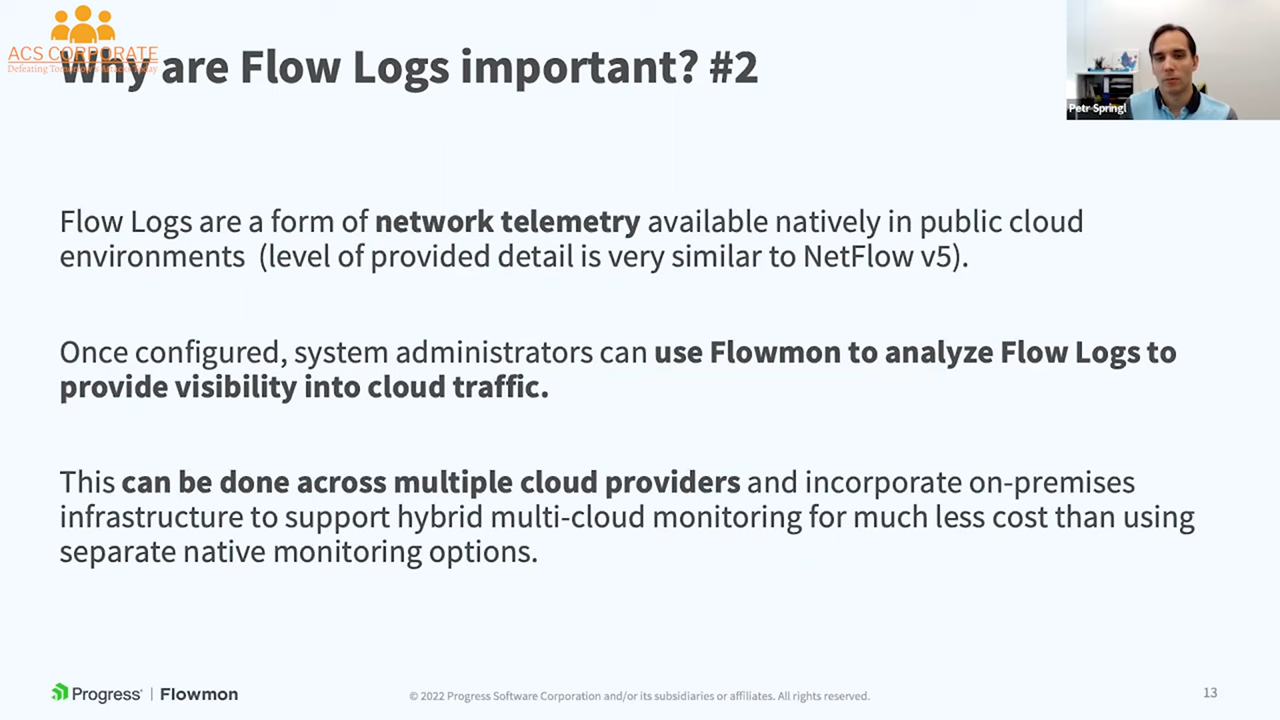 ACS CORPORATE
Why are Flow Logs important? #2
Petr Springl
Flow Logs are a form of network telemetry available natively in public cloud
environments (level of provided detail is very similar to NetFlow v5).
Once configured, system administrators can use Flowmon to analyze Flow Logs to
provide visibility into cloud traffic.
This can be done across multiple cloud providers and incorporate on-premises
infrastructure to support hybrid multi-cloud monitoring for much less cost than using
separate native monitoring options.
Progress | Flowmon
© 2022 Progress Software Corporation and/or its subsidiaries or affiliates. All rights reserved.
13